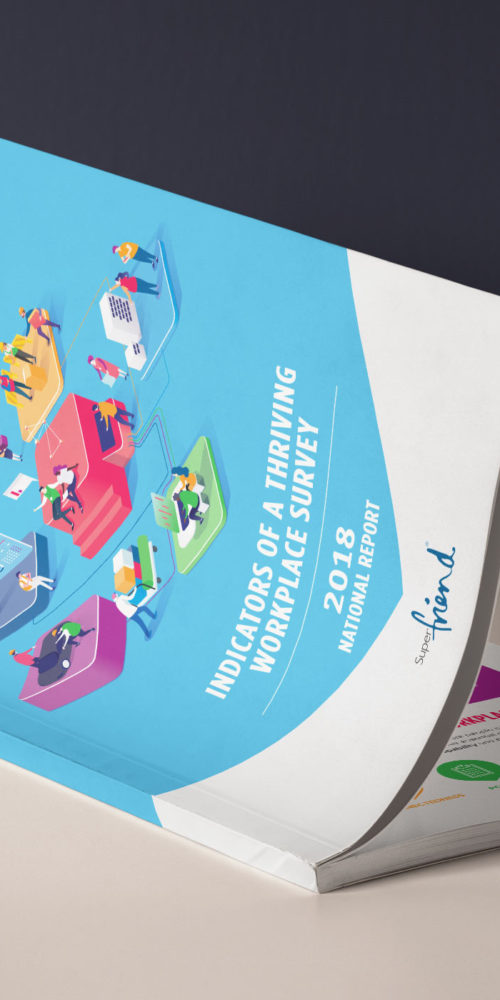 INDICATORS OF A THRIVING
WORKPLACE SURVEY
2018
NATIONAL REPORT
Super
friend